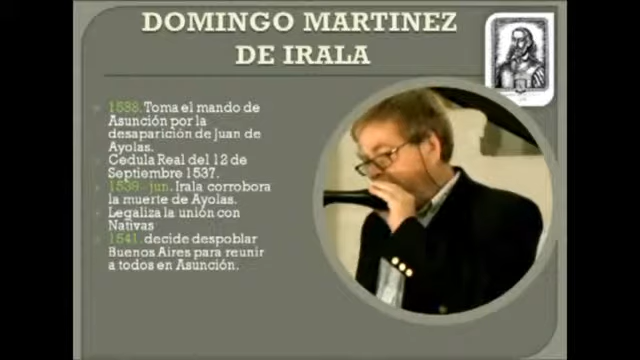 DOMINGO MARTINEZ
DE IRALA
1538. Toma el mando de
Asunción por la
desaparición de Juan de
Ayolas.
Cédula Real del 12 de
Septiembre 1537.
1539- jun. Irala corrobora
la muerte de Ayolas.
Legaliza la unión con
Nativas
1541. decide despoblar
Buenos Aires para reunir
a todos en Asunción.